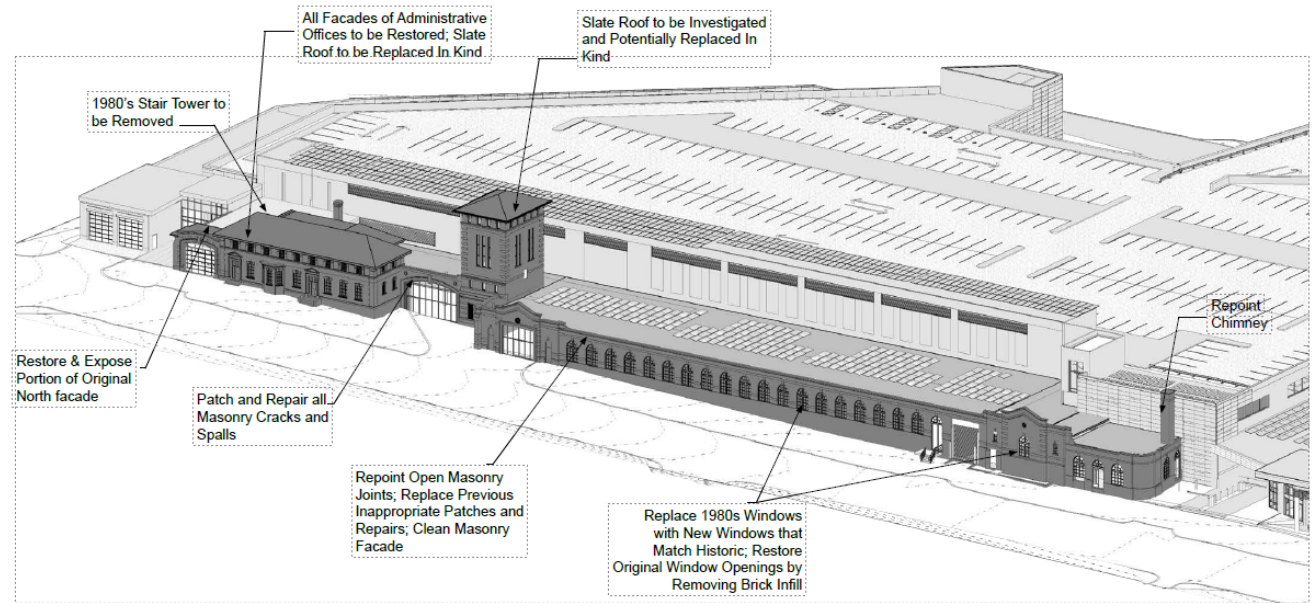 All Facades of Administrative
Offices to be Restored; Slate
Roof to be Replaced In Kind
Slate Roof to be Investigated
and Potentially Replaced In
Kind
1980's Stair Tower to
be Removed
Repoint
Chimney
Restore & Expose
Portion of Original
North facade
Patch and Repair all
Masonry Cracks and
Spalls
Repoint Open Masonry
Joints; Replace Previous
Inappropriate Patches and
Repairs; Clean Masonry
Facade
Replace 1980s Windows
with New Windows that
Match Historic; Restore
Original Window Openings by
Removing Brick Infill